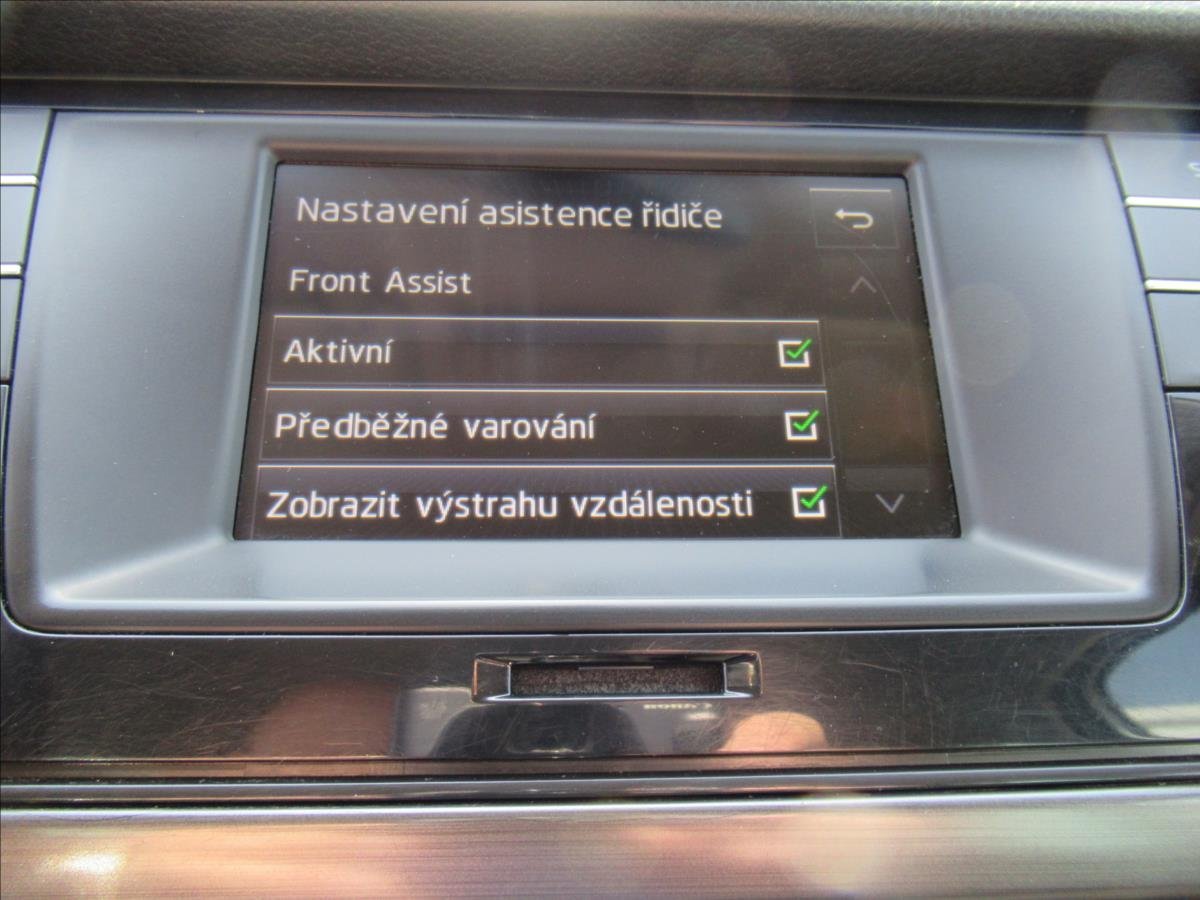 Nastavení asistence řidiče
Front Assist
Aktivní
Předběžné varování
Zobrazit výstrahu vzdálenosti